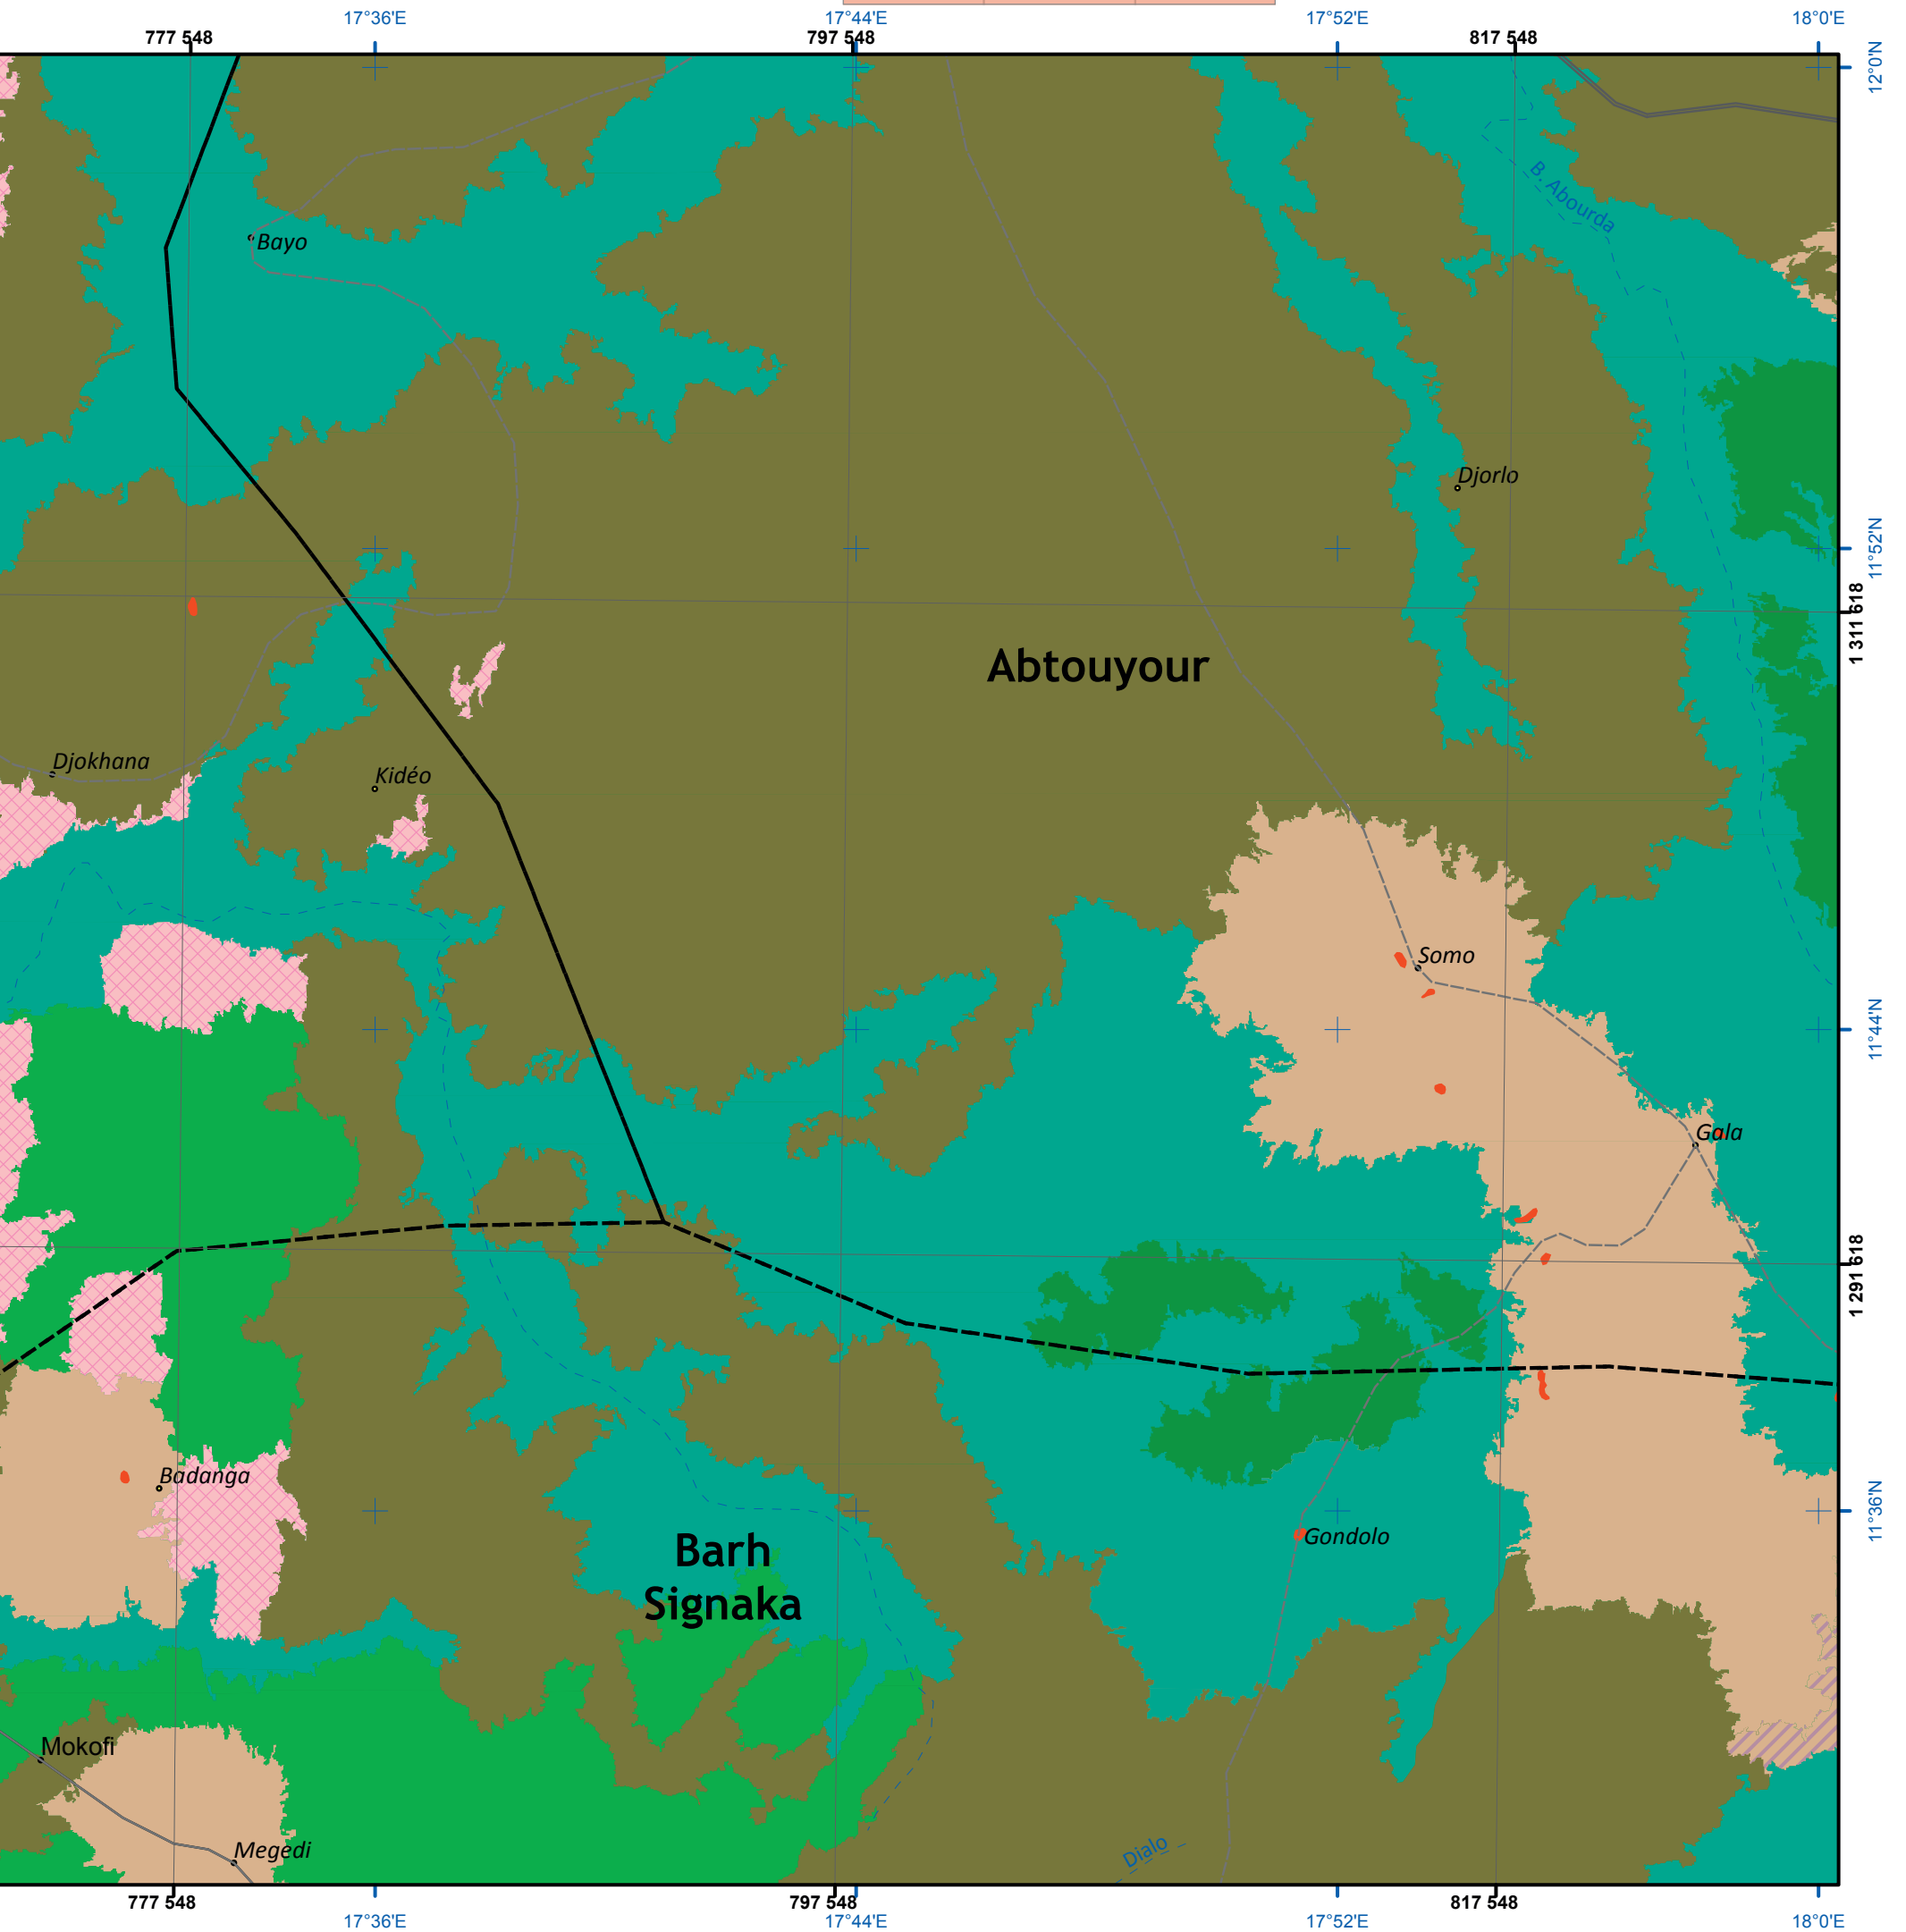 17°36'E
17°44'E
17°52'E
18°0'E
777 548
797 548
817 548
12°0'N
B. Abourda
Bayo
Djorlo
11°52'N
1 311 618
Abtouyour
Djokhana
Kidéo
Somo
11°44'N
Gala
1 291 618
Badanga
11°36'N
Gondolo
Barh
Signaka
Mokofi
Megedi
Dialo
777 548
797 548
817 548
17°36'E
17°44'E
17°52'E
18°0'E